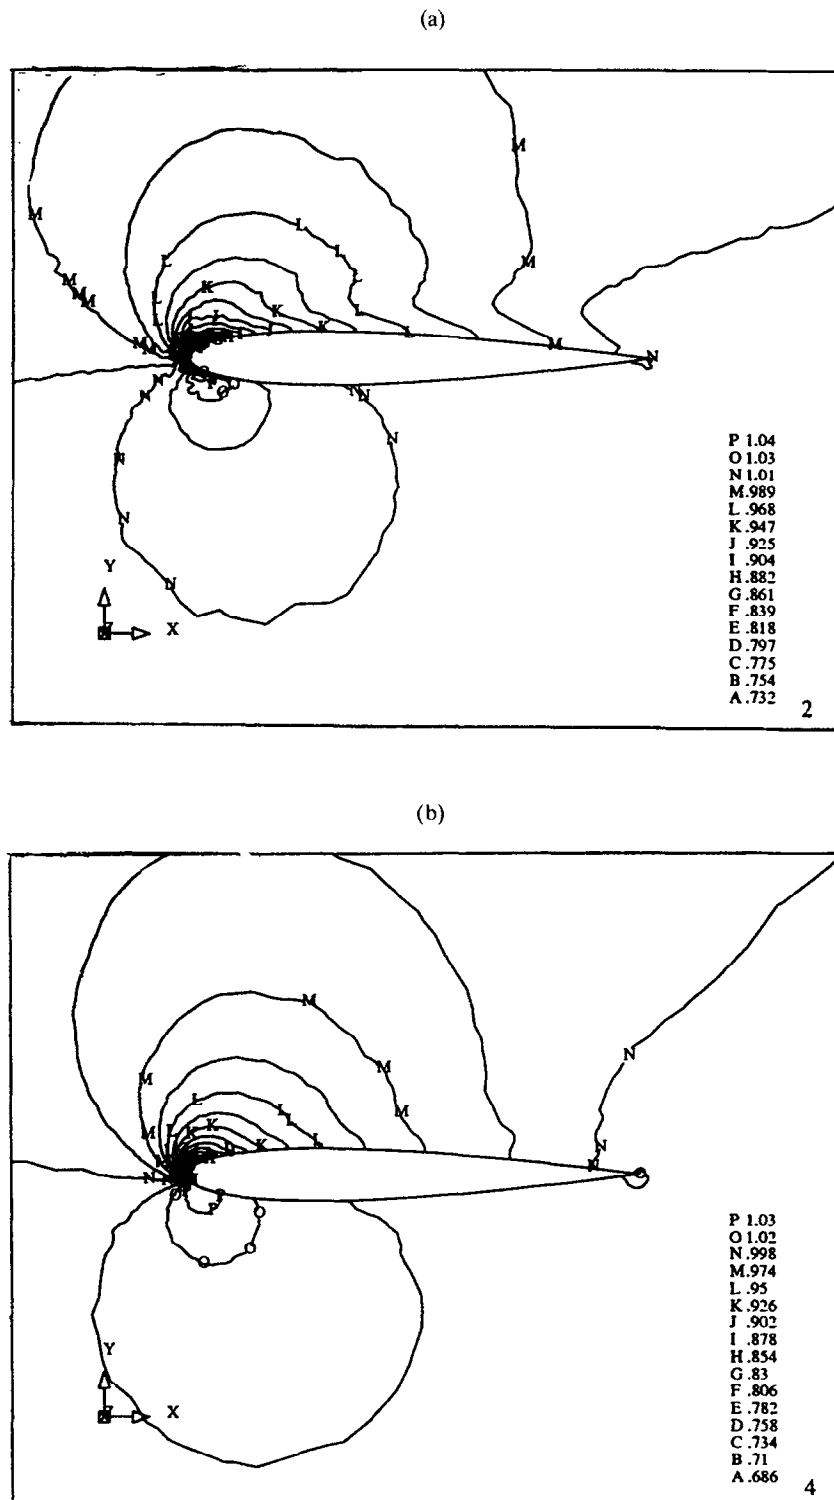 (a)
M
M
L
L
L
M
M
L
K
M
M
M
L
L
K
L
K
L
M
M
M
N
N
N
O
O
N
N
N
N
N
N
P 1.04
O 1.03
N 1.01
M .989
L .968
K .947
J .925
I .904
H .882
G .861
F .839
E .818
D .797
C .775
B .754
A .732
Y
X
2
(b)
M
M
M
L
L
M
L
M
L
K
K
K
L
N
N
N
N
O
P
O
O
O
P 1.03
O 1.02
N .998
M .974
L .95
K .926
J .902
I .878
H .854
G .83
F .806
E .782
D .758
C .734
B .71
A .686
Y
X
4